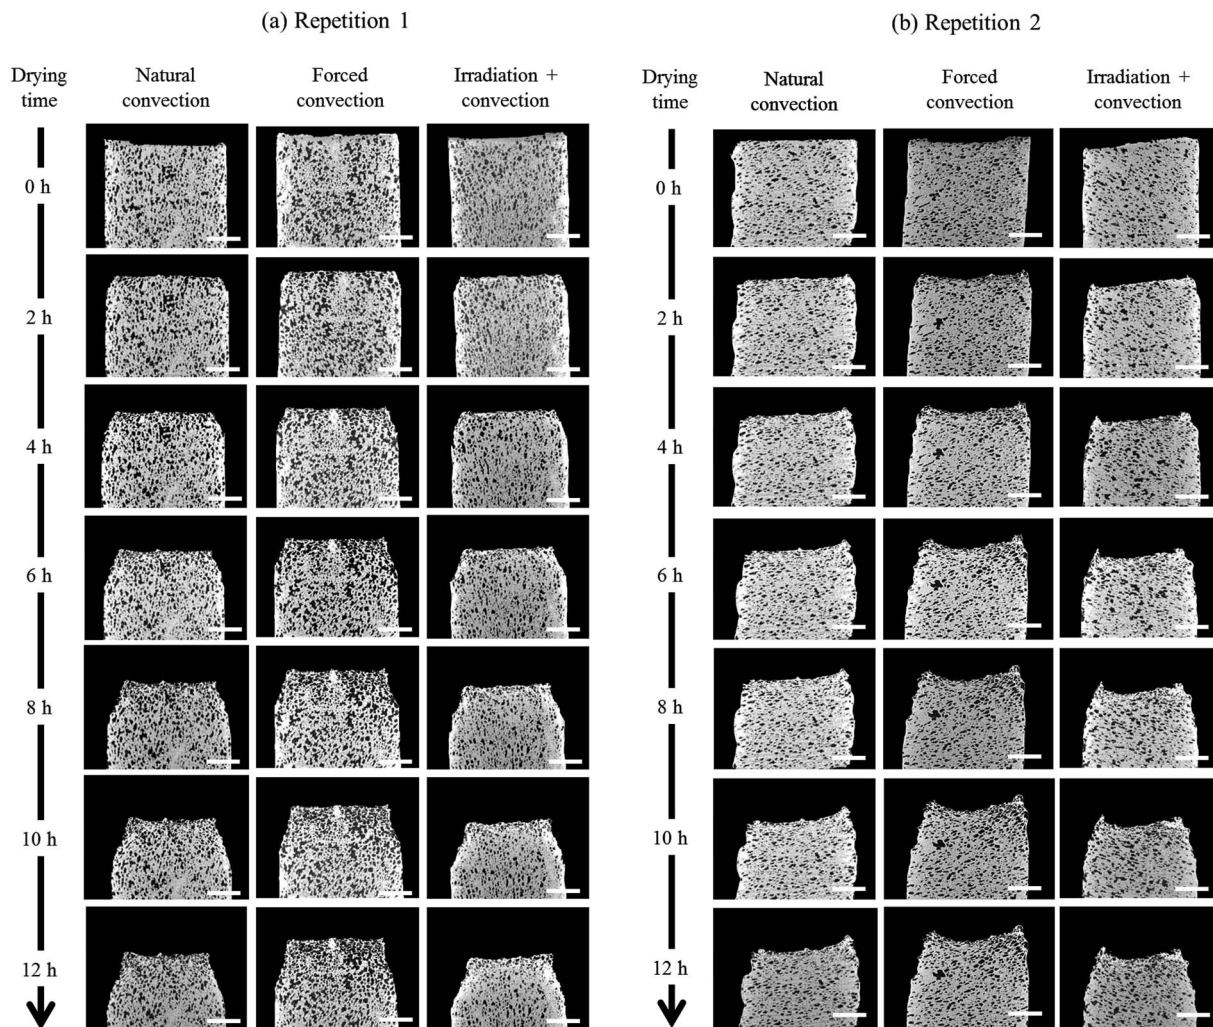 (a) Repetition 1
Drying
time
Natural
convection
Forced
convection
Irradiation +
convection
0 h
2 h
4 h
6 h
8 h
10 h
12 h
(b) Repetition 2
Drying
time
Natural
convection
Forced
convection
Irradiation +
convection
0 h
2 h
4 h
6 h
8 h
10 h
12 h